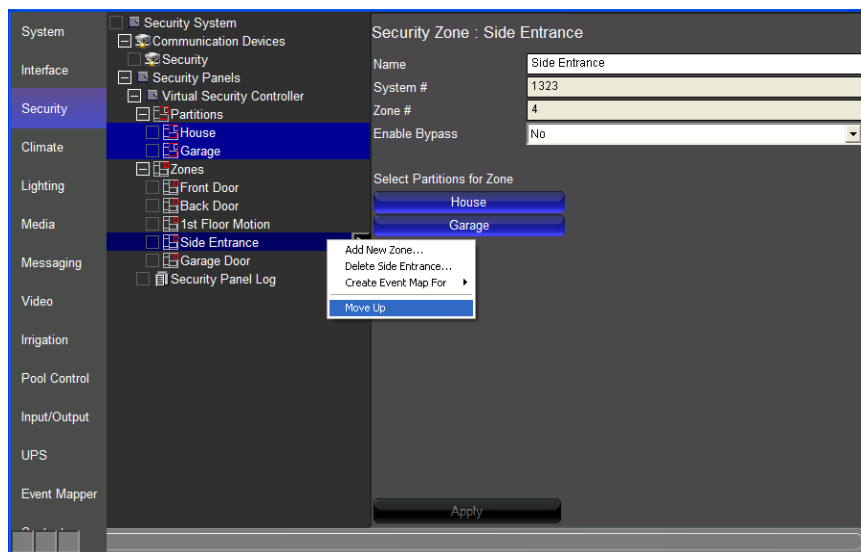 System
Interface
Security
Climate
Lighting
Media
Messaging
Video
Irrigation
Pool Control
Input/Output
UPS
Event Mapper
Security System
Communication Devices
Security
Security Panels
Virtual Security Controller
Partitions
House
Garage
Zones
Front Door
Back Door
1st Floor Motion
Side Entrance
Garage Door
Security Panel Log
Add New Zone...
Delete Side Entrance...
Create Event Map For
Move Up
Security Zone : Side Entrance
Name Side Entrance
System # 1323
Zone # 4
Enable Bypass No
Select Partitions for Zone
House
Garage
Apply